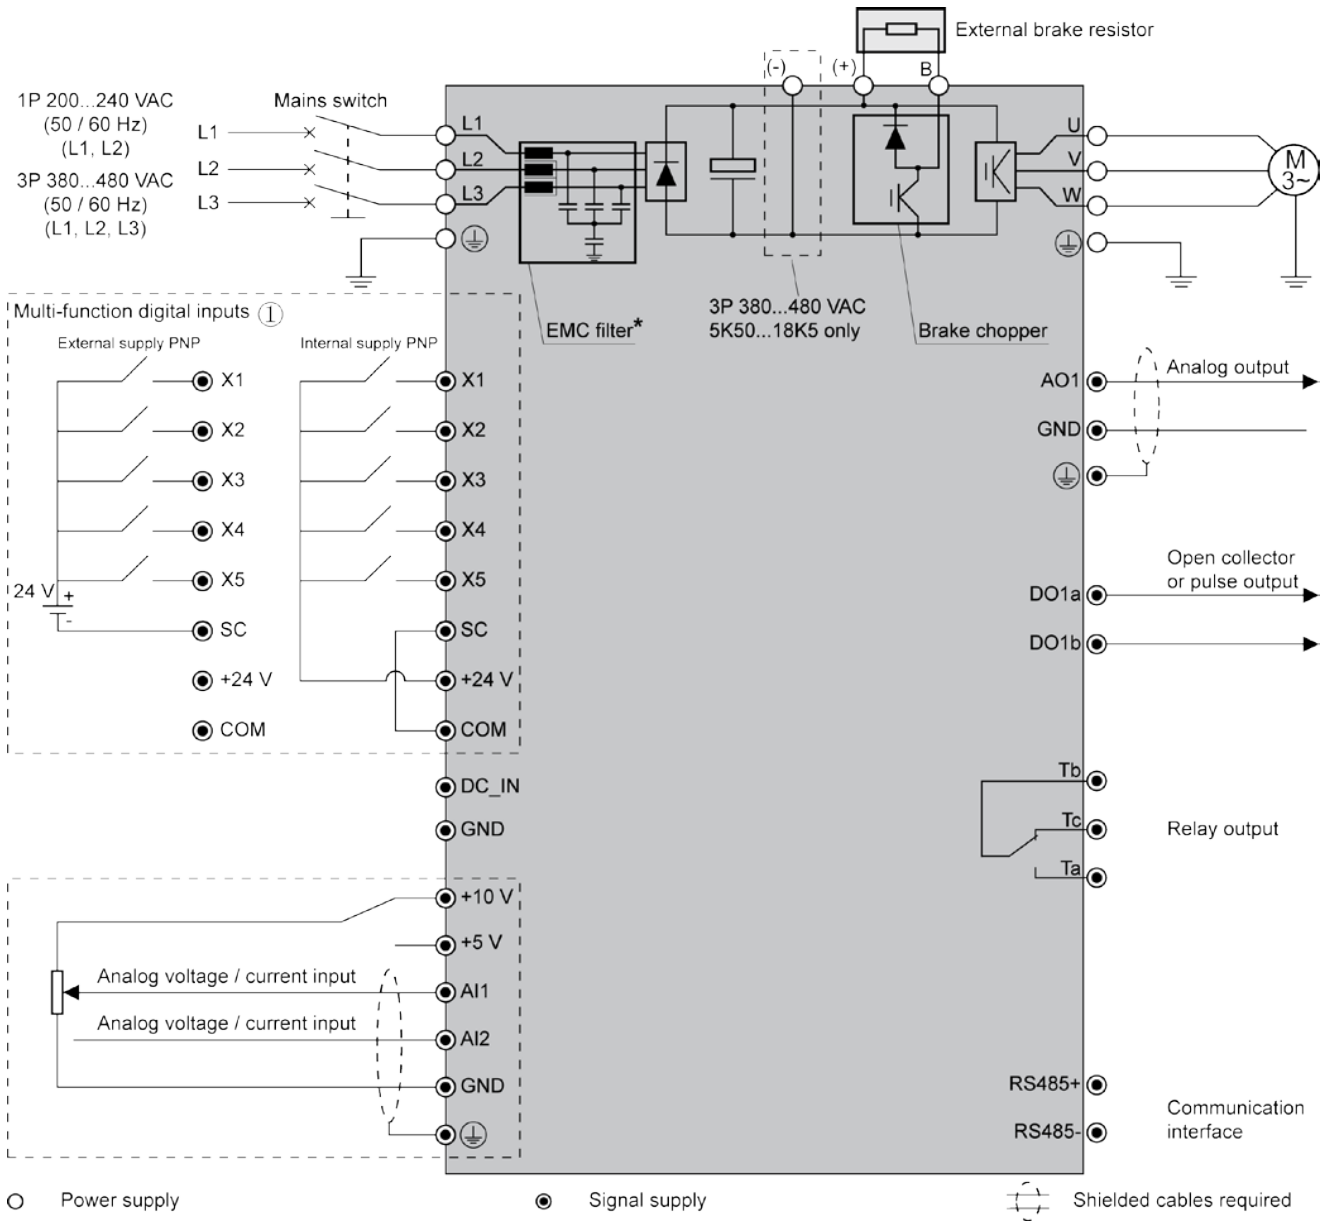 External brake resistor
(-)
(+)
B
1P 200...240 VAC
(50 / 60 Hz)
(L1, L2)
3P 380...480 VAC
(50 / 60 Hz)
(L1, L2, L3)
Mains switch
L1
L2
L3
L1
L2
L3
U
V
W
M
3~
EMC filter*
3P 380...480 VAC
5K50...18K5 only
Brake chopper
Multi-function digital inputs ①
External supply PNP
Internal supply PNP
X1
X2
X3
X4
X5
24 V
+
-
SC
+24 V
COM
X1
X2
X3
X4
X5
SC
+24 V
COM
DC_IN
GND
+10 V
+5 V
Analog voltage / current input
AI1
Analog voltage / current input
AI2
GND
AO1
Analog output
GND
Open collector
or pulse output
DO1a
DO1b
Tb
Tc
Relay output
Ta
RS485+
RS485-
Communication
interface
Power supply
Signal supply
Shielded cables required